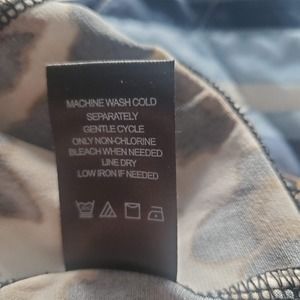 MACHINE WASH COLD
SEPARATELY
GENTLE CYCLE
ONLY NON-CHLORINE
BLEACH WHEN NEEDED
LINE DRY
LOW IRON IF NEEDED